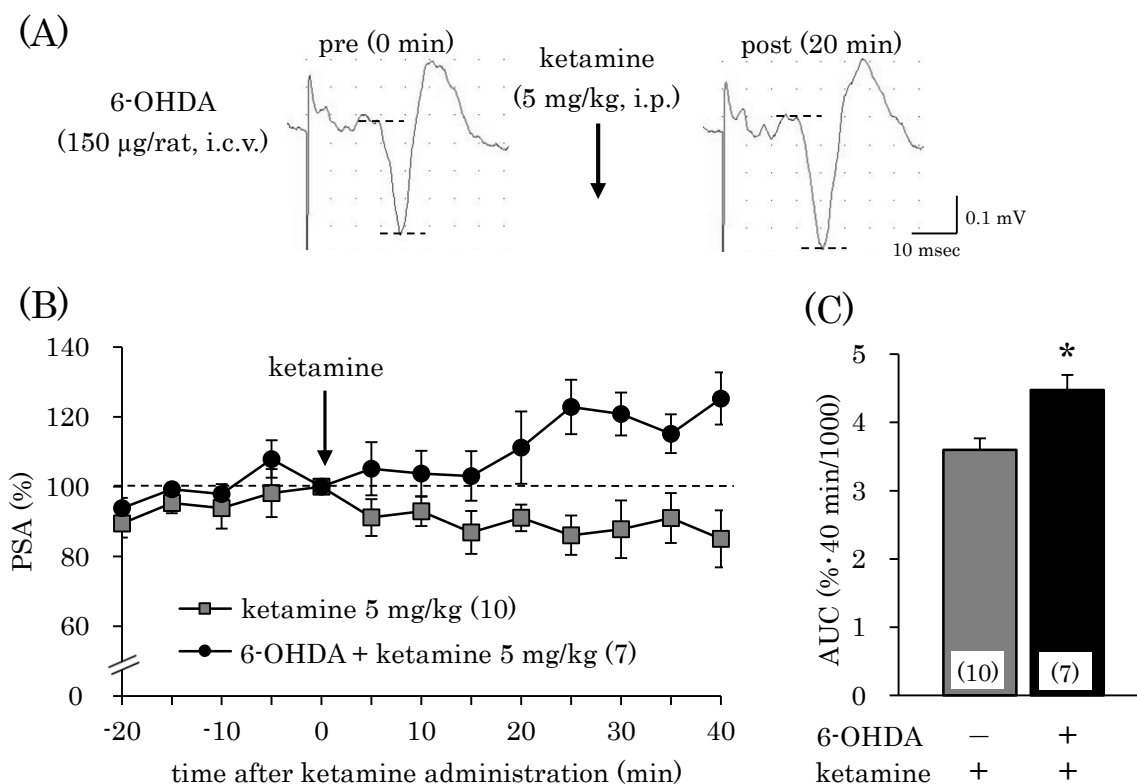 (A)
pre (0 min)
ketamine
(5 mg/kg, i.p.)
post (20 min)
6-OHDA
(150 µg/rat, i.c.v.)
0.1 mV
10 msec
(B)
140
120
100
80
60
0
PSA (%)
ketamine
ketamine 5 mg/kg (10)
6-OHDA + ketamine 5 mg/kg (7)
-20 -10 0 10 20 30 40
time after ketamine administration (min)
(C)
5
4
3
2
1
0
AUC (%·40 min/1000)
*
(10) (7)
6-OHDA − +
ketamine + +